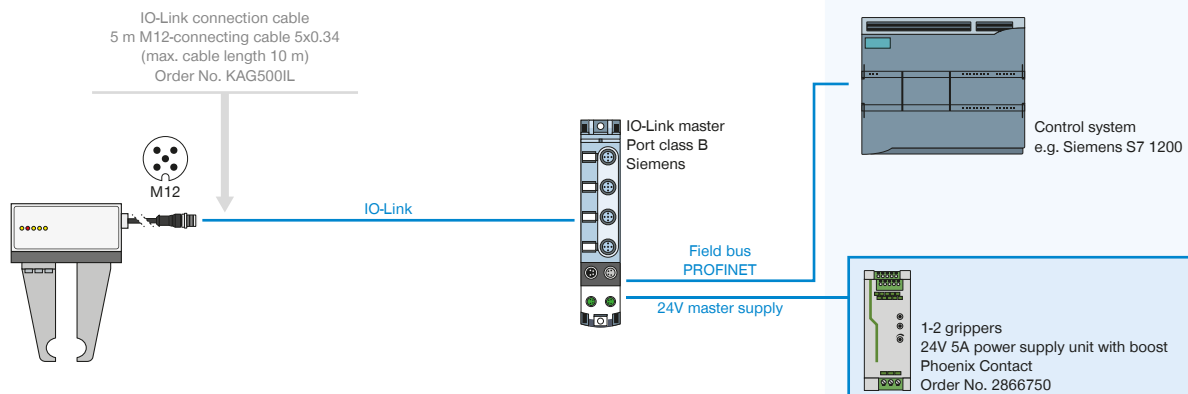 IO-Link connection cable
5 m M12-connecting cable 5x0.34
(max. cable length 10 m)
Order No. KAG500IL
M12
IO-Link
IO-Link master
Port class B
Siemens
Field bus
PROFINET
24V master supply
Control system
e.g. Siemens S7 1200
1-2 grippers
24V 5A power supply unit with boost
Phoenix Contact
Order No. 2866750